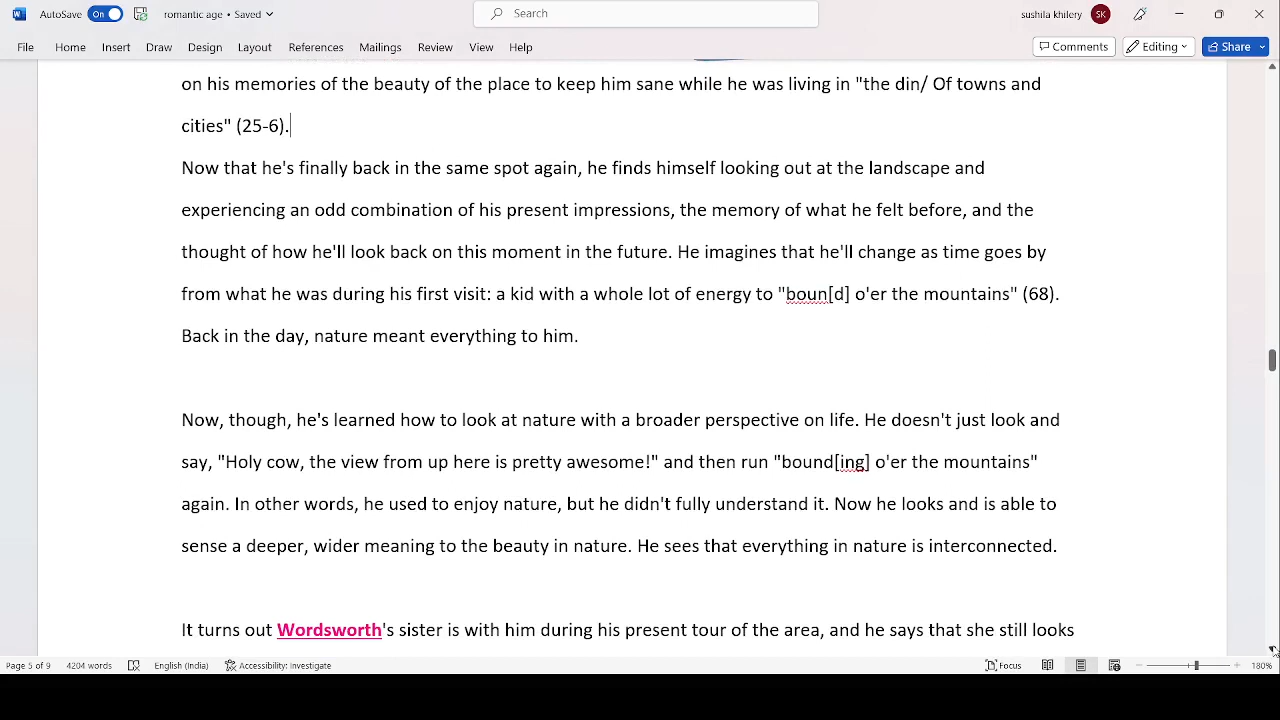 AutoSave On romantic age • Saved Search sushila khilery SK
File Home Insert Draw Design Layout References Mailings Review View Help Comments Editing Share
on his memories of the beauty of the place to keep him sane while he was living in "the din/ Of towns and
cities" (25-6).
Now that he's finally back in the same spot again, he finds himself looking out at the landscape and
experiencing an odd combination of his present impressions, the memory of what he felt before, and the
thought of how he'll look back on this moment in the future. He imagines that he'll change as time goes by
from what he was during his first visit: a kid with a whole lot of energy to "boun[d] o'er the mountains" (68).
Back in the day, nature meant everything to him.
Now, though, he's learned how to look at nature with a broader perspective on life. He doesn't just look and
say, "Holy cow, the view from up here is pretty awesome!" and then run "bound[ing] o'er the mountains"
again. In other words, he used to enjoy nature, but he didn't fully understand it. Now he looks and is able to
sense a deeper, wider meaning to the beauty in nature. He sees that everything in nature is interconnected.
It turns out Wordsworth's sister is with him during his present tour of the area, and he says that she still looks
Page 5 of 9 4204 words English (India) Accessibility: Investigate Focus 180%